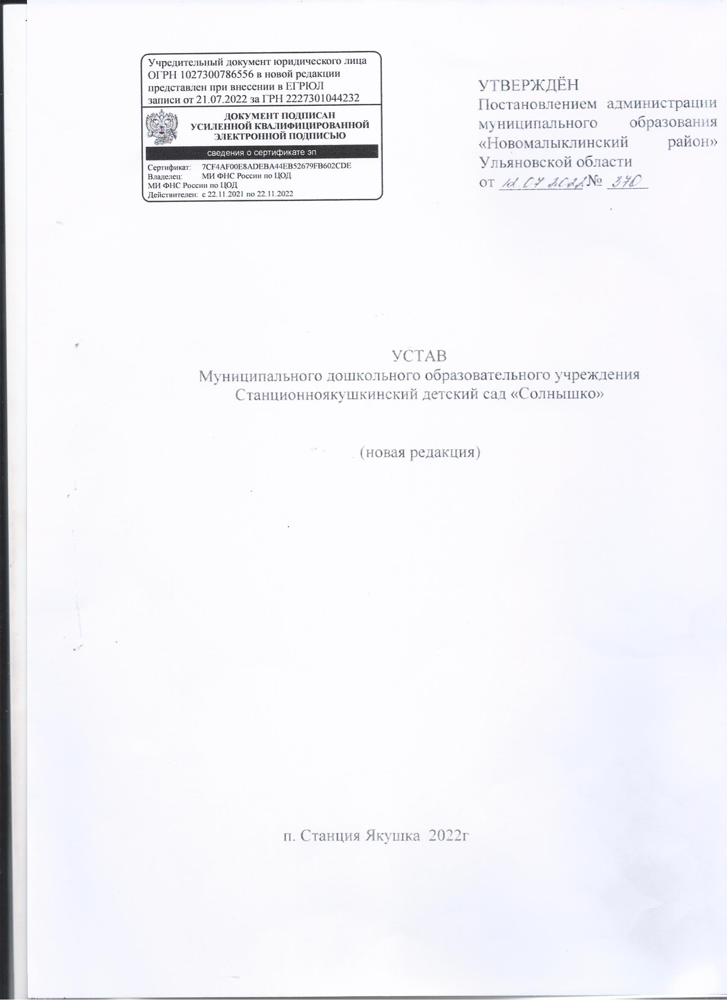 Учредительный документ юридического лица
ОГРН 1027300786556 в новой редакции
представлен при внесении в ЕГРЮЛ
записи от 21.07.2022 за ГРН 2227301044232
ДОКУМЕНТ ПОДПИСАН
УСИЛЕННОЙ КВАЛИФИЦИРОВАННОЙ
ЭЛЕКТРОННОЙ ПОДПИСЬЮ
сведения о сертификате эп
Сертификат: 7CF4AF00E8ADEBA44EB52679FB602CDE
Владелец: МИ ФНС России по ЦОД
МИ ФНС России по ЦОД
Действителен: с 22.11.2021 по 22.11.2022
УТВЕРЖДЁН
Постановлением администрации
муниципального образования
«Новомалыклинский район»
Ульяновской области
от 12.07 2022 № 370
УСТАВ
Муниципального дошкольного образовательного учреждения
Станционноякушкинский детский сад «Солнышко»
(новая редакция)
п. Станция Якушка 2022г